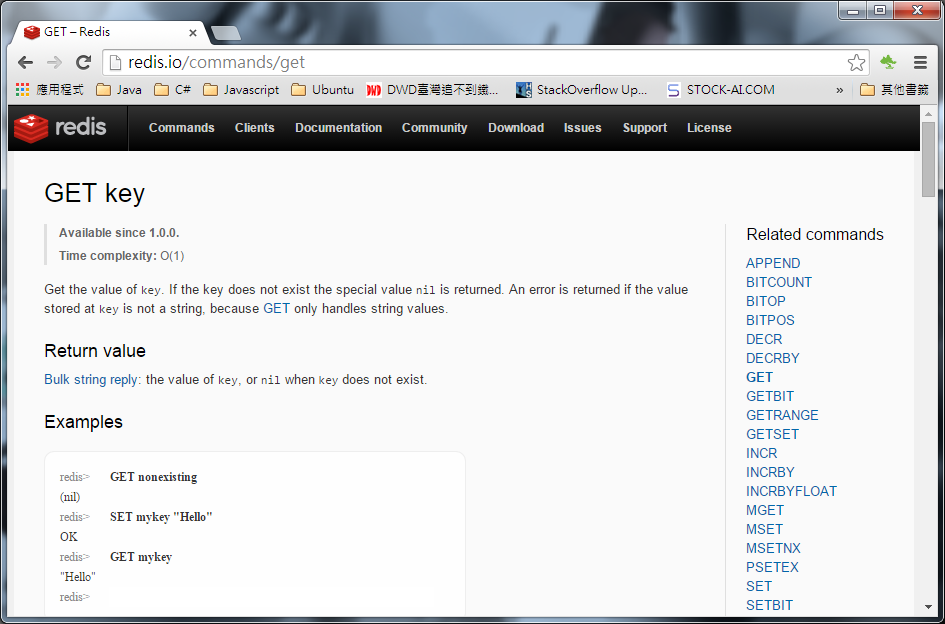 GET – Redis
redis.io/commands/get
應用程式 Java C# Javascript Ubuntu DWD臺灣追不到鐵... StackOverflow Up... STOCK-AI.COM » 其他書籤
redis Commands Clients Documentation Community Download Issues Support License
GET key
Available since 1.0.0.
Time complexity: O(1)
Get the value of key. If the key does not exist the special value nil is returned. An error is returned if the value
stored at key is not a string, because GET only handles string values.
Return value
Bulk string reply: the value of key, or nil when key does not exist.
Examples
redis> GET nonexisting
(nil)
redis> SET mykey "Hello"
OK
redis> GET mykey
"Hello"
redis>
Related commands
APPEND
BITCOUNT
BITOP
BITPOS
DECR
DECRBY
GET
GETBIT
GETRANGE
GETSET
INCR
INCRBY
INCRBYFLOAT
MGET
MSET
MSETNX
PSETEX
SET
SETBIT